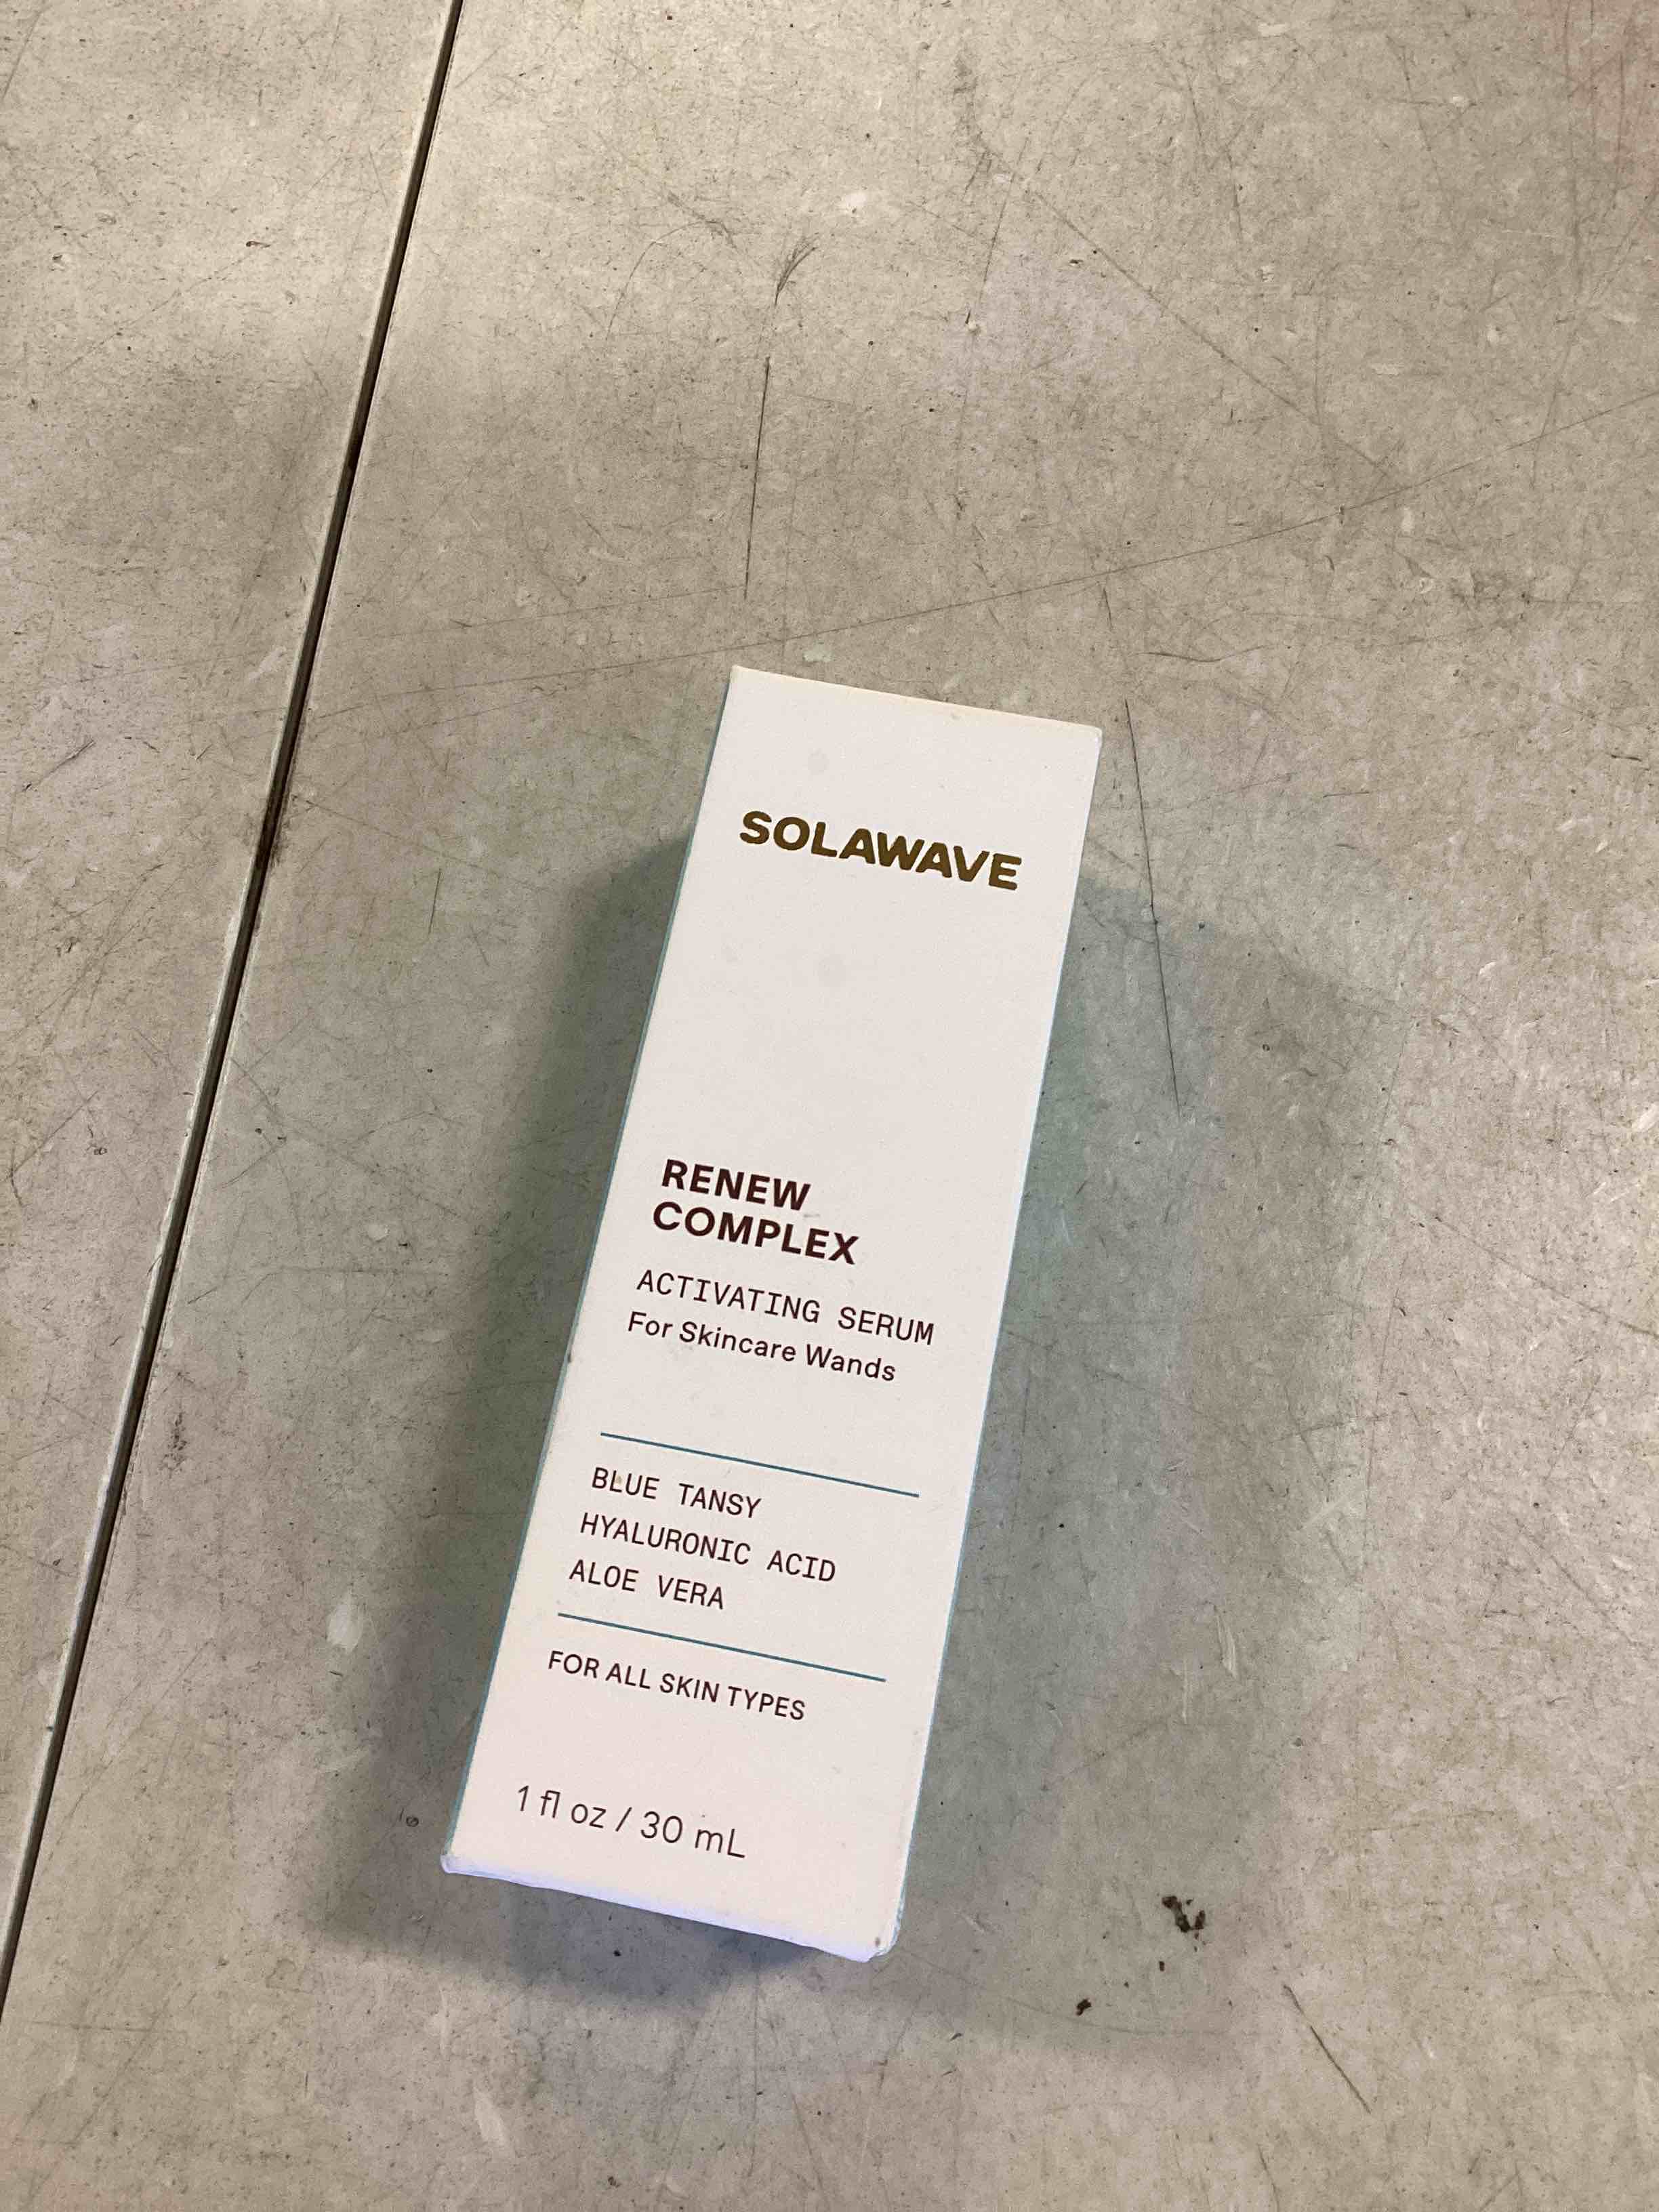 SOLAWAVE
RENEW
COMPLEX
ACTIVATING SERUM
For Skincare Wands
BLUE TANSY
HYALURONIC ACID
ALOE VERA
FOR ALL SKIN TYPES
1 fl oz / 30 mL